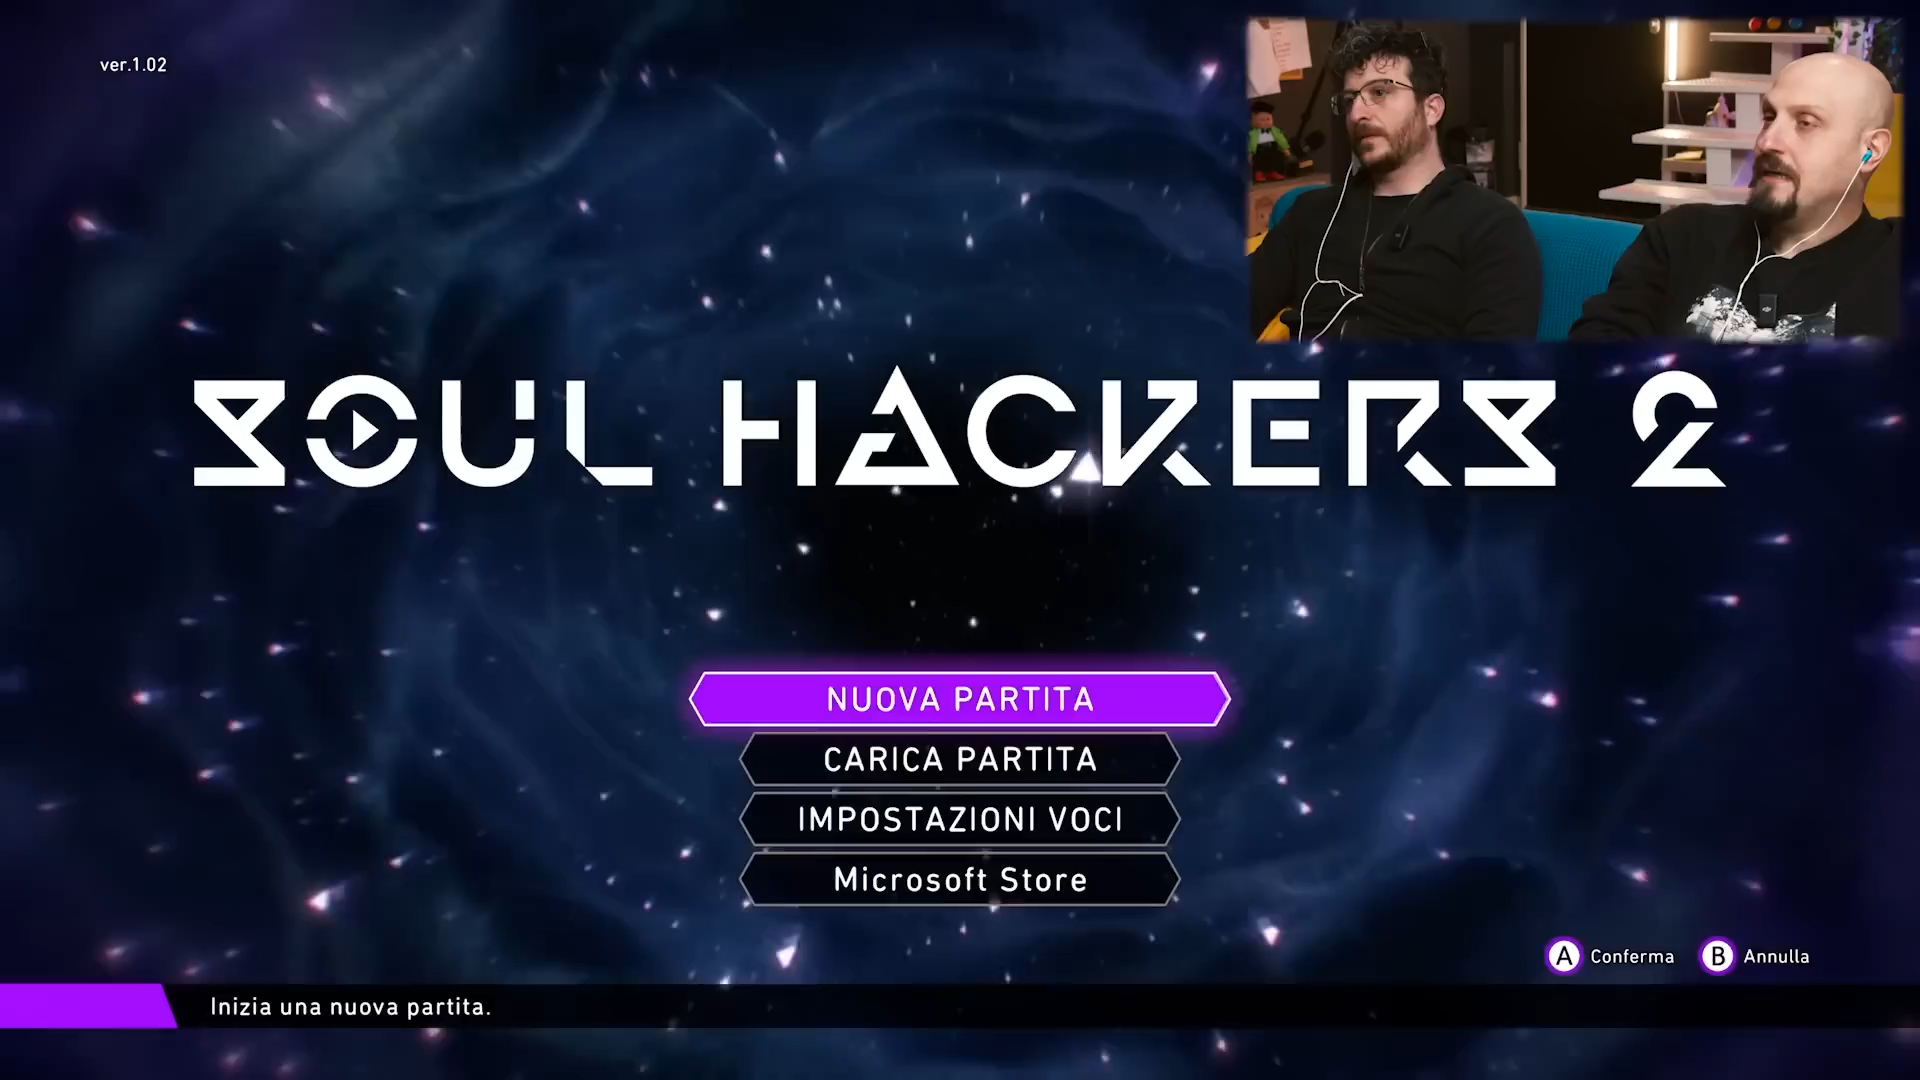 ver.1.02
SOUL HACKERS 2
NUOVA PARTITA
CARICA PARTITA
IMPOSTAZIONI VOCI
Microsoft Store
A Conferma B Annulla
Inizia una nuova partita.